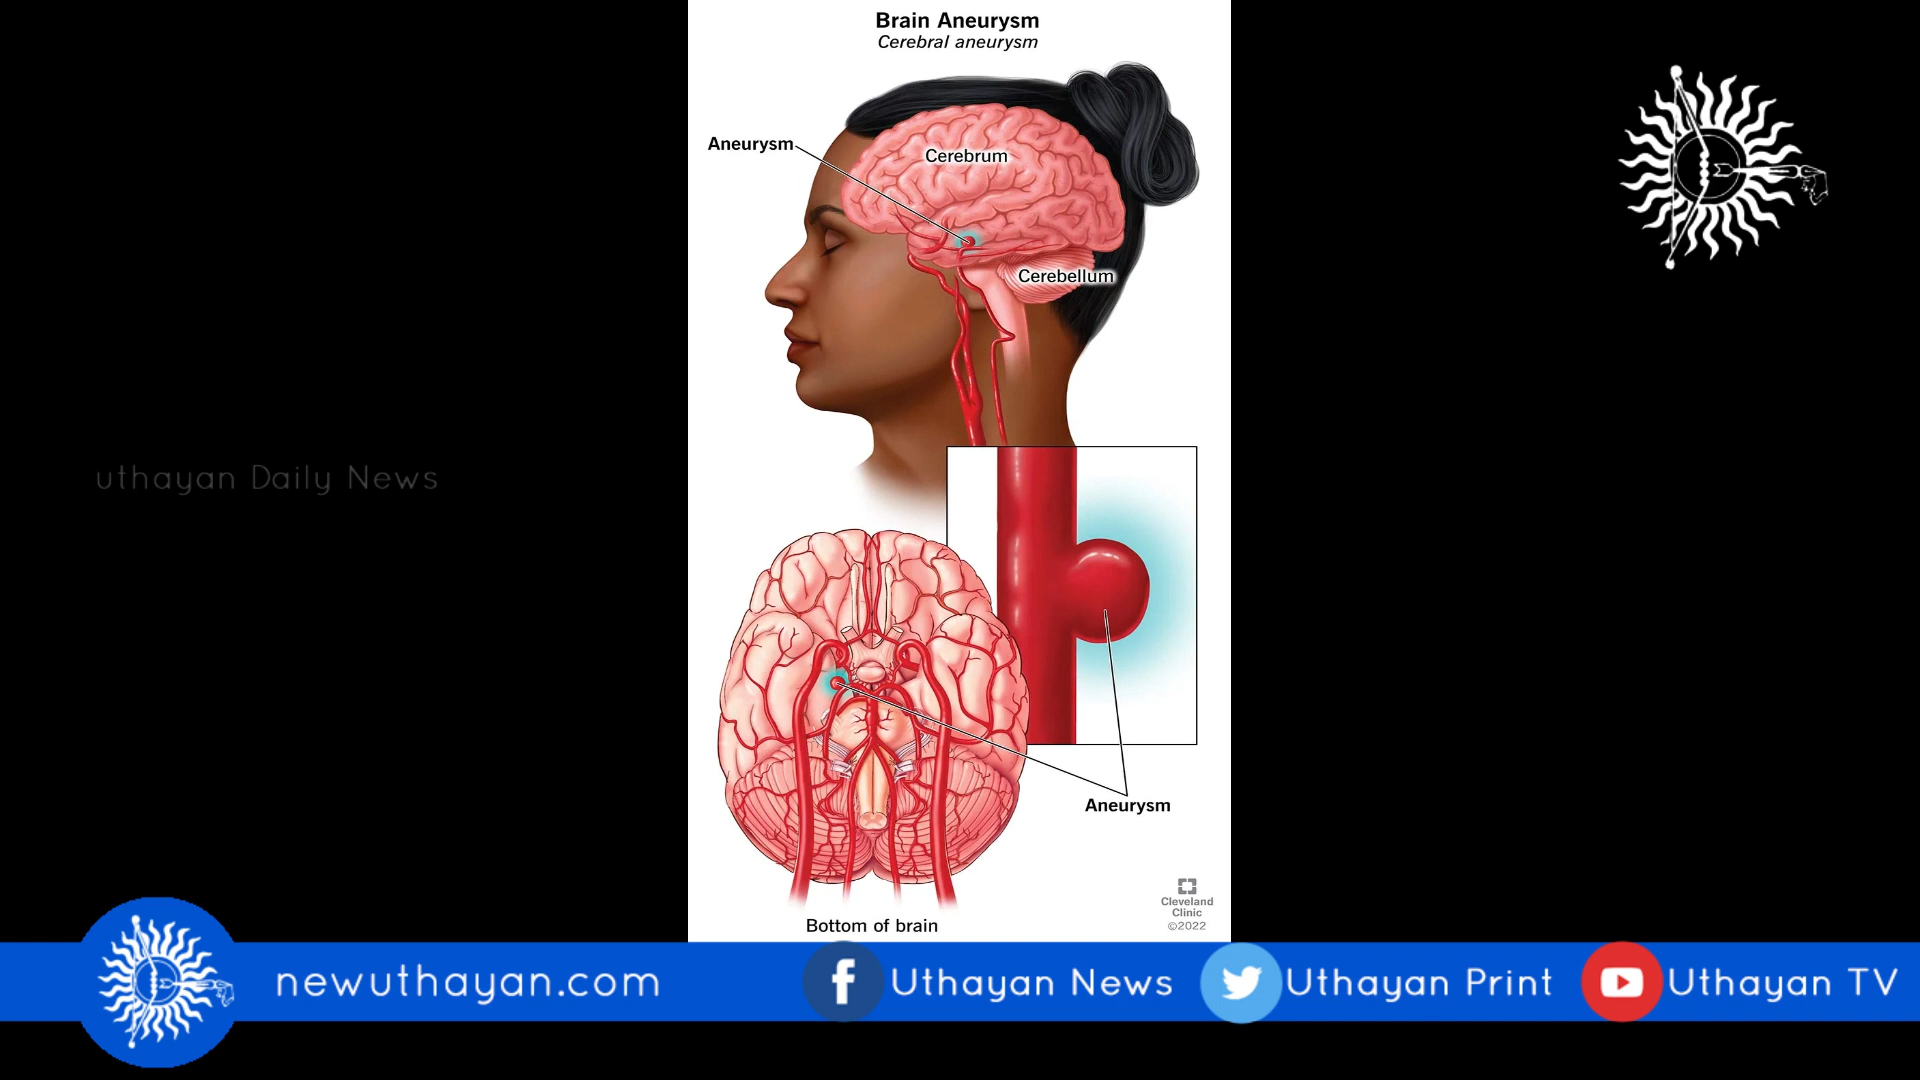 Brain Aneurysm
Cerebral aneurysm
Aneurysm
Cerebrum
Cerebellum
uthayan Daily News
Aneurysm
Cleveland
Clinic
©2022
Bottom of brain
newuthayan.com
Uthayan News
Uthayan Print
Uthayan TV